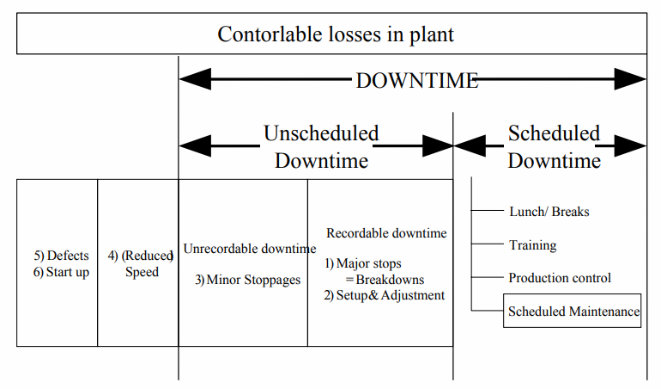 Contorlable losses in plant
DOWNTIME
Unscheduled
Downtime
Scheduled
Downtime
5) Defects
6) Start up
4) (Reduced)
Speed
Unrecordable downtime
3) Minor Stoppages
Recordable downtime
1) Major stops
= Breakdowns
2) Setup & Adjustment
Lunch/ Breaks
Training
Production control
Scheduled Maintenance